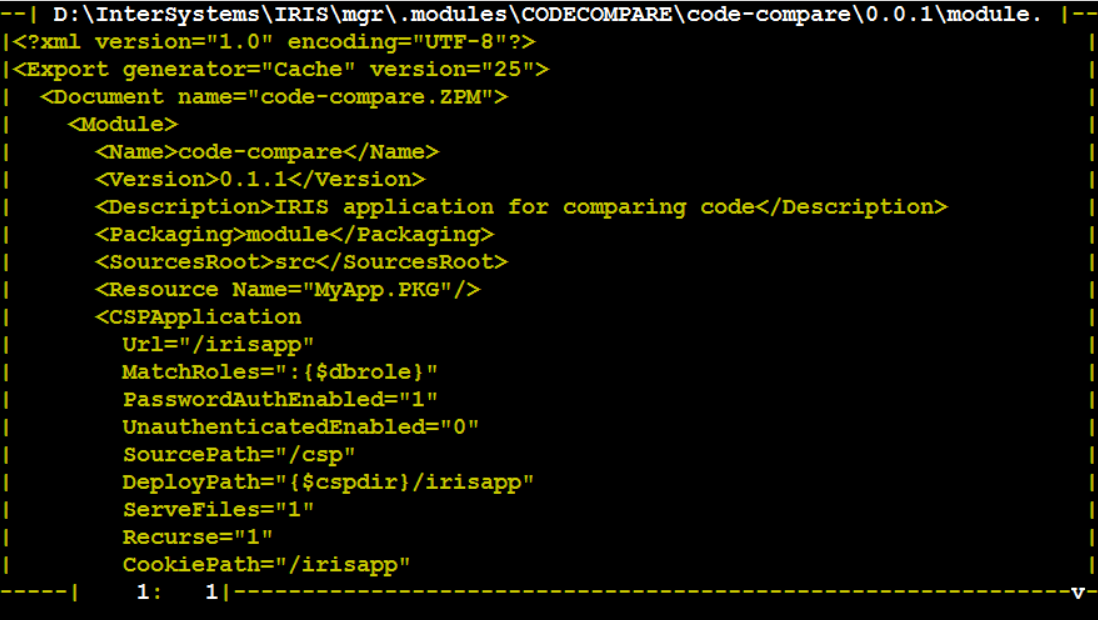 --| D:\InterSystems\IRIS\mgr\.modules\CODECOMPARE\code-compare\0.0.1\module. |--
|<?xml version="1.0" encoding="UTF-8"?> |
|<Export generator="Cache" version="25"> |
|  <Document name="code-compare.ZPM"> |
|    <Module> |
|      <Name>code-compare</Name> |
|      <Version>0.1.1</Version> |
|      <Description>IRIS application for comparing code</Description> |
|      <Packaging>module</Packaging> |
|      <SourcesRoot>src</SourcesRoot> |
|      <Resource Name="MyApp.PKG"/> |
|      <CSPApplication |
|        Url="/irisapp" |
|        MatchRoles=":{$dbrole}" |
|        PasswordAuthEnabled="1" |
|        UnauthenticatedEnabled="0" |
|        SourcePath="/csp" |
|        DeployPath="{$cspdir}/irisapp" |
|        ServeFiles="1" |
|        Recurse="1" |
|        CookiePath="/irisapp" |
-----|    1:   1|-------------------------------------------------------------v-